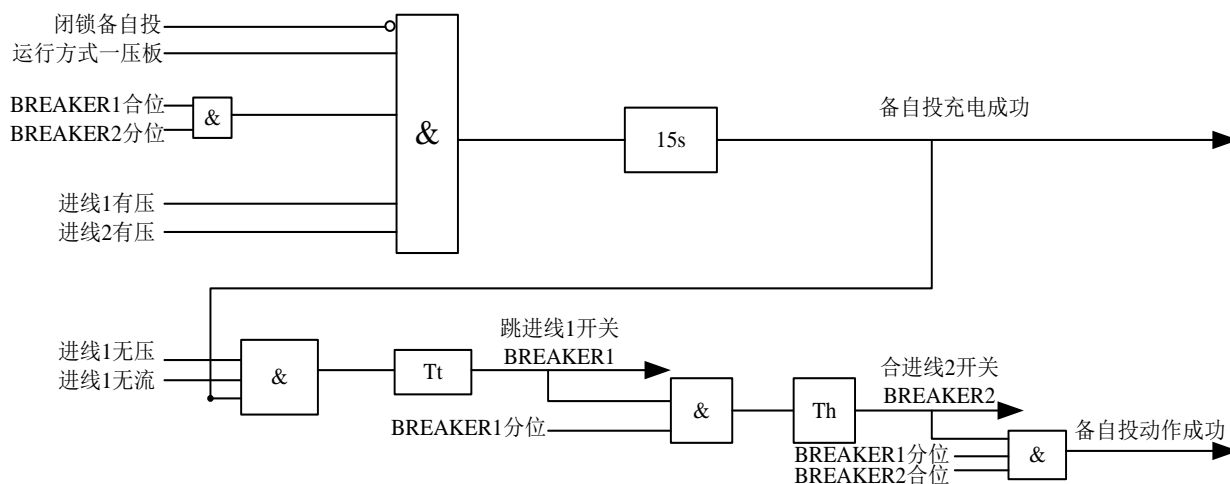 闭锁备自投
运行方式一压板
BREAKER1合位
&
BREAKER2分位
&
15s
备自投充电成功
进线1有压
进线2有压
进线1无压
进线1无流
&
Tt
跳进线1开关
BREAKER1
BREAKER1分位
&
Th
合进线2开关
BREAKER2
BREAKER1分位
BREAKER2合位
&
备自投动作成功